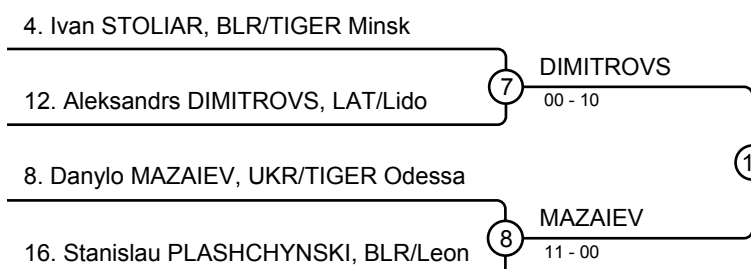 4. Ivan STOLIAR, BLR/TIGER Minsk
DIMITROVS
7
00 - 10
12. Aleksandrs DIMITROVS, LAT/Lido
8. Danylo MAZAIEV, UKR/TIGER Odessa
MAZAIEV
8
11 - 00
16. Stanislau PLASHCHYNSKI, BLR/Leon